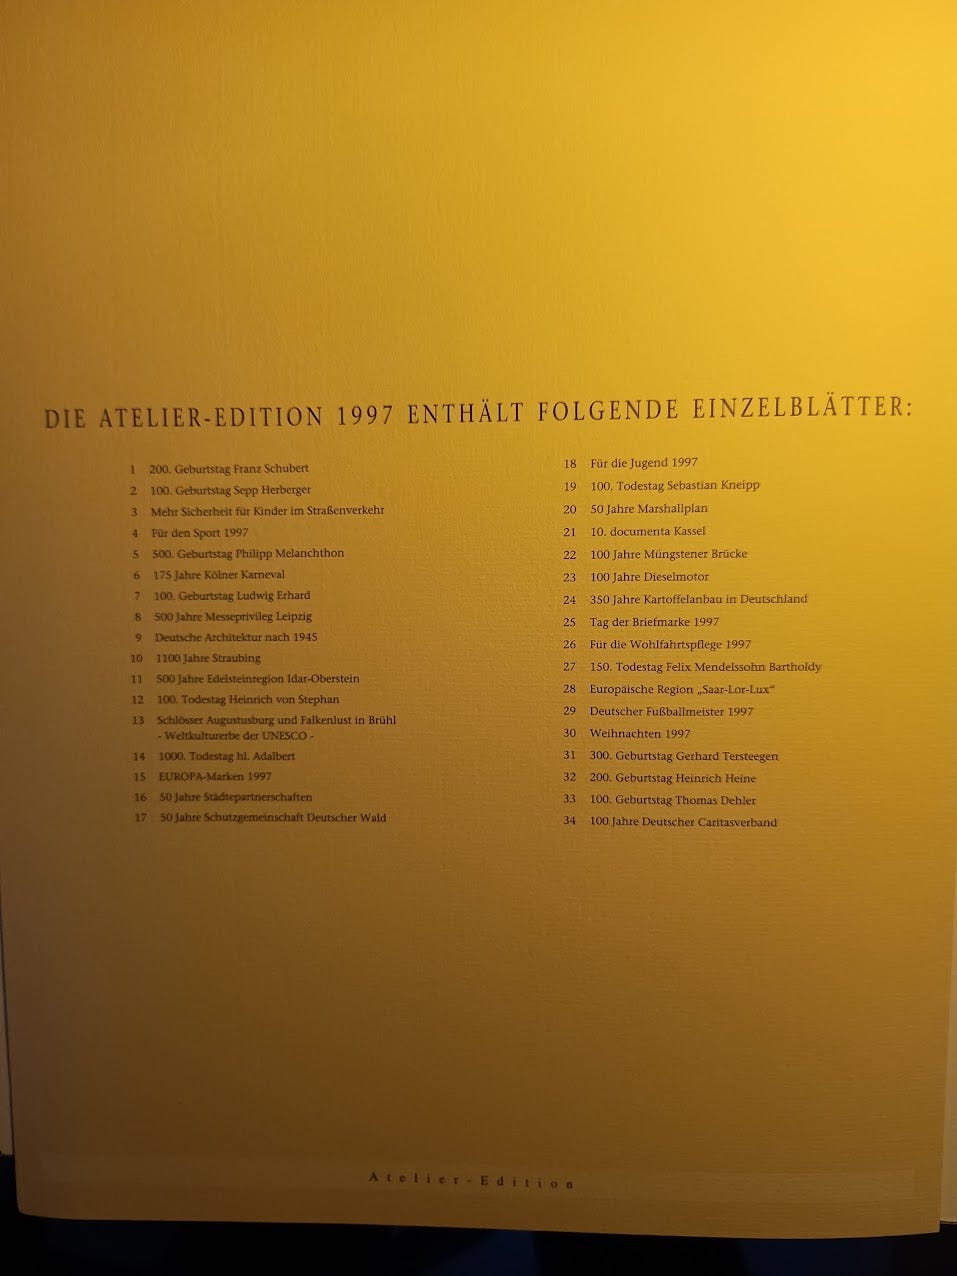 DIE ATELIER-EDITION 1997 ENTHÄLT FOLGENDE EINZELBLÄTTER:
1 200. Geburtstag Franz Schubert
2 100. Geburtstag Sepp Herberger
3 Mehr Sicherheit für Kinder im Straßenverkehr
4 Für den Sport 1997
5 500. Geburtstag Philipp Melanchthon
6 175 Jahre Kölner Karneval
7 100. Geburtstag Ludwig Erhard
8 500 Jahre Messeprivileg Leipzig
9 Deutsche Architektur nach 1945
10 1100 Jahre Straubing
11 500 Jahre Edelsteinregion Idar-Oberstein
12 100. Todestag Heinrich von Stephan
13 Schlösser Augustusburg und Falkenlust in Brühl
- Weltkulturerbe der UNESCO -
14 1000. Todestag hl. Adalbert
15 EUROPA-Marken 1997
16 50 Jahre Städtepartnerschaften
17 50 Jahre Schutzgemeinschaft Deutscher Wald
18 Für die Jugend 1997
19 100. Todestag Sebastian Kneipp
20 50 Jahre Marshallplan
21 10. documenta Kassel
22 100 Jahre Müngstener Brücke
23 100 Jahre Dieselmotor
24 350 Jahre Kartoffelanbau in Deutschland
25 Tag der Briefmarke 1997
26 Für die Wohlfahrtspflege 1997
27 150. Todestag Felix Mendelssohn Bartholdy
28 Europäische Region „Saar-Lor-Lux“
29 Deutscher Fußballmeister 1997
30 Weihnachten 1997
31 300. Geburtstag Gerhard Tersteegen
32 200. Geburtstag Heinrich Heine
33 100. Geburtstag Thomas Dehler
34 100 Jahre Deutscher Caritasverband
Atelier-Edition